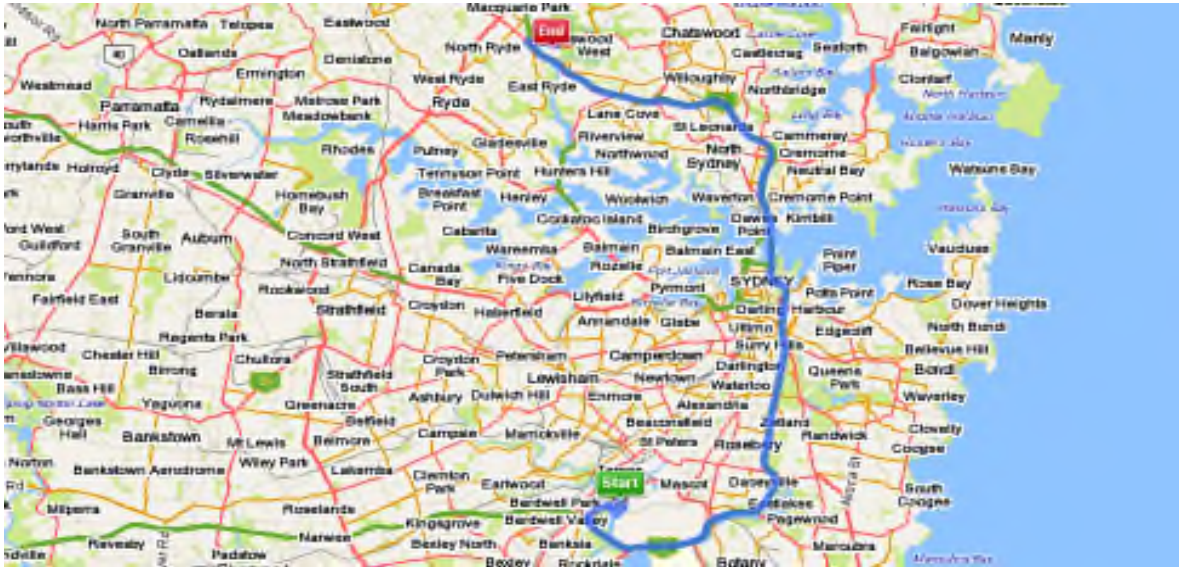 Macquarie Park
North Parramatta
Telopea
Eastwood
End
Chatswood
Fairlight
Manly
Oatlands
Denistone
North Ryde
West
Castlecrag
Seaforth
Balgowlah
40
Westmead
Ermington
West Ryde
Willoughby
Clontarf
Parramatta
Rydalmere
Melrose Park
Ryde
East Ryde
Northbridge
North Harbour
Harris Park
Camellia
Meadowbank
Lane Cove
St Leonards
Rosehill
Riverview
Cammeray
Holroyd
Clyde
Silverwater
Rhodes
Putney
Gladesville
Northwood
North
Sydney
Cremorne
Neutral Bay
Watsons Bay
Granville
Homebush
Bay
Tennyson Point
Hunters Hill
Breakfast
Point
Henley
Woolwich
Waverton
Cremorne Point
South
Granville
Auburn
Concord West
Cabarita
Cockatoo Island
Birchgrove
Dawes
Point
Kirribilli
Guildford
Wareemba
Balmain
Balmain East
Point
Piper
Vaucluse
Lidcombe
North Strathfield
Canada
Bay
Five Dock
Rozelle
SYDNEY
Rose Bay
Fairfield East
Rookwood
Pyrmont
Potts Point
Dover Heights
Berala
Strathfield
Croydon
Haberfield
Lilyfield
Darling Harbour
Regents Park
Annandale
Glebe
Ultimo
Edgecliff
North Bondi
Chester Hill
Chullora
Petersham
Camperdown
Surry Hills
Bellevue Hill
Birrong
Strathfield
South
Croydon
Park
Lewisham
Newtown
Darlington
Queens
Park
Bondi
Bass Hill
Yagoona
Greenacre
Ashbury
Dulwich Hill
Enmore
Waterloo
Waverley
Georges
Hall
Belfield
Alexandria
Bankstown
Mt Lewis
Belmore
Campsie
Marrickville
Beaconsfield
Zetland
Clovelly
St Peters
Rosebery
Randwick
Coogee
Bankstown Aerodrome
Wiley Park
Lakemba
Clemton
Park
Earlwood
Tempe
Start
Mascot
Daceyville
Milperra
Roselands
Bardwell Park
Eastlakes
South
Coogee
Kingsgrove
Bardwell Valley
Pagewood
Revesby
Narwee
Bexley North
Banksia
Maroubra
Padstow
Bexley
Rockdale
Botany
Maroubra Bay